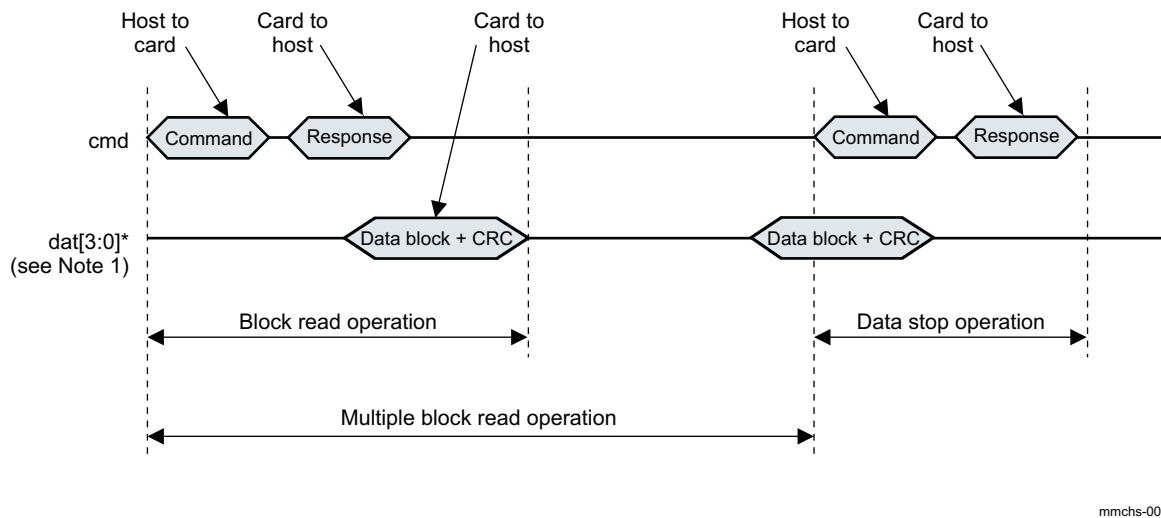 Host to
card
Card to
host
Card to
host
Host to
card
Card to
host
cmd
Command
Response
Command
Response
dat[3:0]*
(see Note 1)
Data block + CRC
Data block + CRC
Block read operation
Data stop operation
Multiple block read operation
mmchs-00